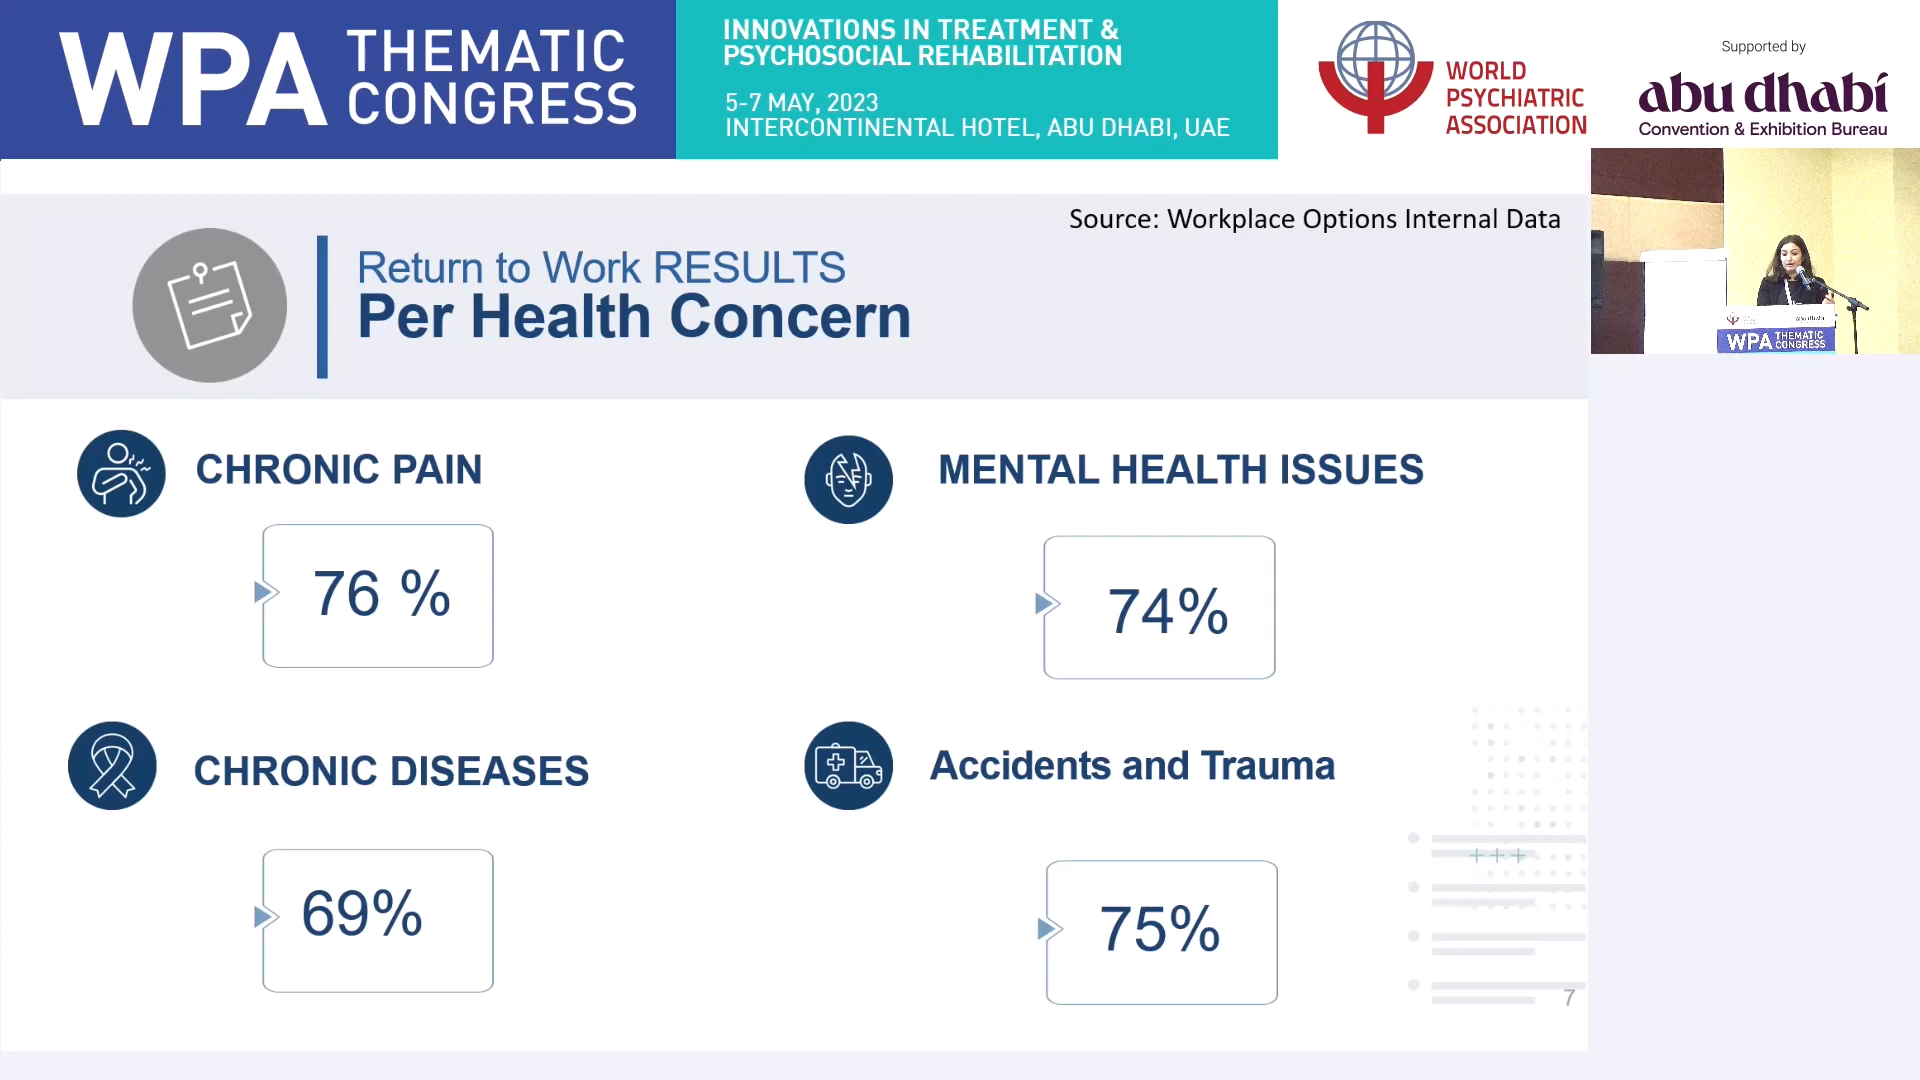 WPA THEMATIC CONGRESS
INNOVATIONS IN TREATMENT &
PSYCHOSOCIAL REHABILITATION
5-7 MAY, 2023
INTERCONTINENTAL HOTEL, ABU DHABI, UAE
WORLD
PSYCHIATRIC
ASSOCIATION
Supported by
abu dhabi
Convention & Exhibition Bureau
Source: Workplace Options Internal Data
Return to Work RESULTS
Per Health Concern
CHRONIC PAIN
76 %
MENTAL HEALTH ISSUES
74%
CHRONIC DISEASES
69%
Accidents and Trauma
75%
7
abu dhabi
WPA THEMATIC CONGRESS